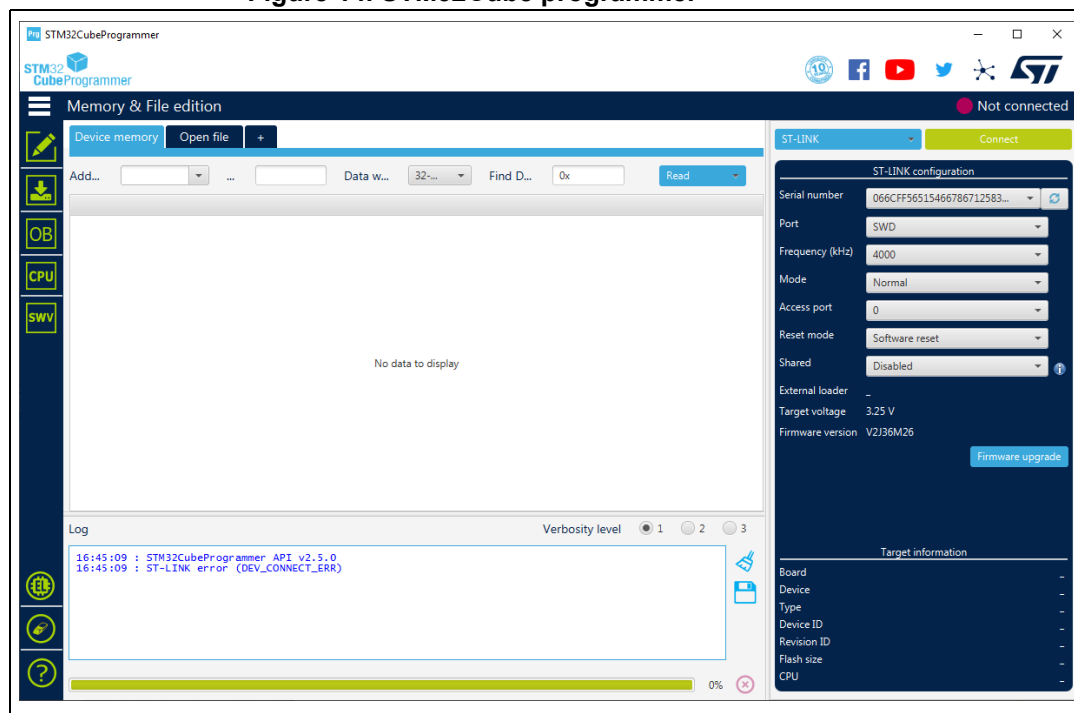 Prg STM32CubeProgrammer
STM32
CubeProgrammer
10
f
ST
Memory & File edition
Not connected
Device memory Open file +
ST-LINK Connect
Add... ... Data w... 32-... Find D... 0x Read
ST-LINK configuration
Serial number 066CFF56515466786712583...
OB
Port SWD
Frequency (kHz) 4000
CPU
Mode Normal
Access port 0
SWV
Reset mode Software reset
Shared Disabled
No data to display
External loader _
Target voltage 3.25 V
Firmware version V2J36M26
Firmware upgrade
Log Verbosity level 1 2 3
16:45:09 : STM32CubeProgrammer API v2.5.0
16:45:09 : ST-LINK error (DEV_CONNECT_ERR)
Target information
EL
Board _
Device _
Type _
Device ID _
Revision ID _
Flash size _
CPU _
?
0%